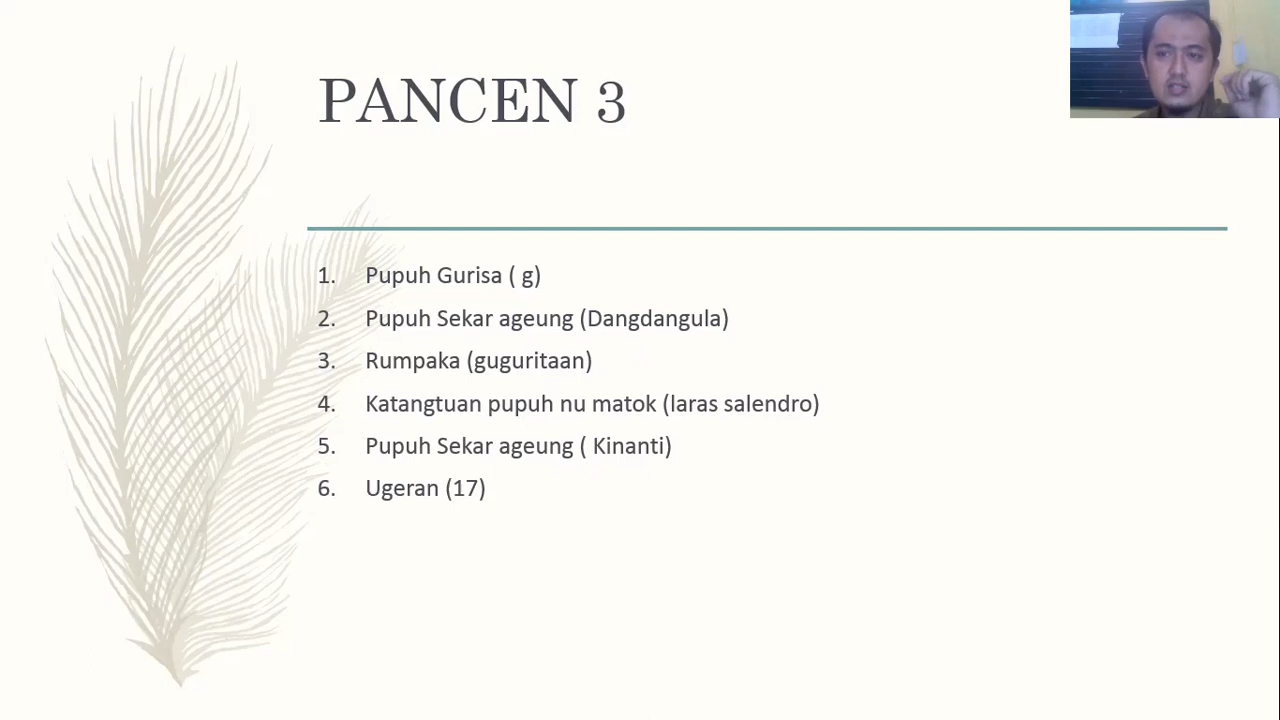 PANCEN 3
1. Pupuh Gurisa ( g)
2. Pupuh Sekar ageung (Dangdangula)
3. Rumpaka (guguritaan)
4. Katangtuan pupuh nu matok (laras salendro)
5. Pupuh Sekar ageung ( Kinanti)
6. Ugeran (17)